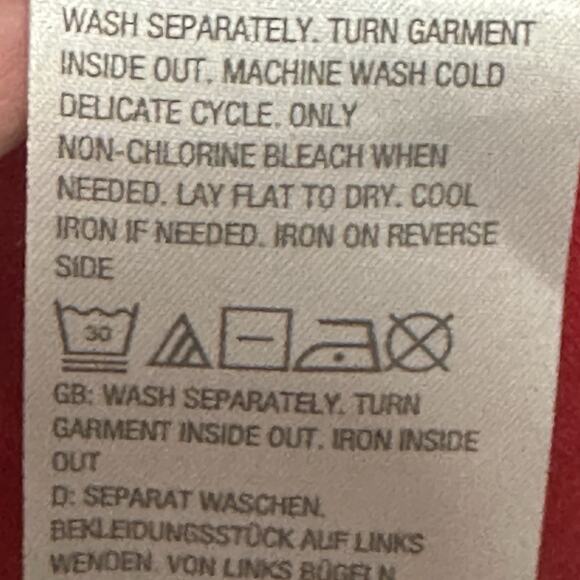 WASH SEPARATELY. TURN GARMENT
INSIDE OUT. MACHINE WASH COLD
DELICATE CYCLE. ONLY
NON-CHLORINE BLEACH WHEN
NEEDED. LAY FLAT TO DRY. COOL
IRON IF NEEDED. IRON ON REVERSE
SIDE
30
GB: WASH SEPARATELY. TURN
GARMENT INSIDE OUT. IRON INSIDE
OUT
D: SEPARAT WASCHEN.
BEKLEIDUNGSSTÜCK AUF LINKS
WENDEN. VON LINKS BÜGELN